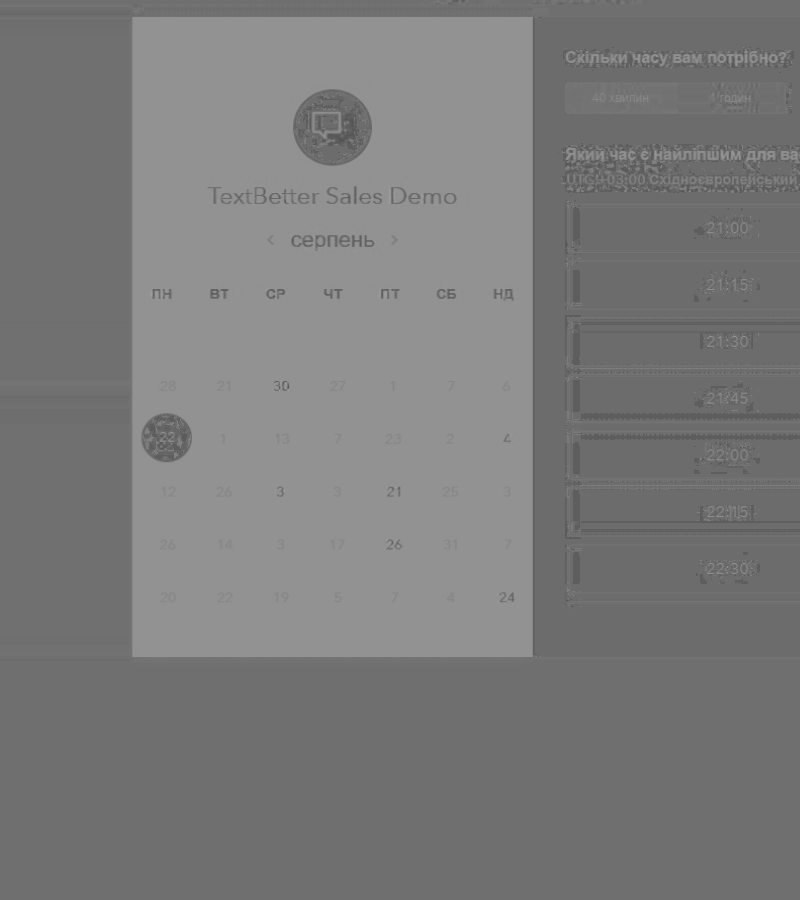 TextBetter Sales Demo
‹ серпень ›
ПН ВТ СР ЧТ ПТ СБ НД
28 21 30 27 1 7 6
22 1 13 7 23 2 4
12 26 3 3 21 25 3
26 14 3 17 26 31 7
20 22 19 5 7 4 24
Скільки часу вам потрібно?
40 хвилин 1 годин
Який час є найліпшим для ва
UTC+03:00 Східноєвропейський
21:00
21:15
21:30
21:45
22:00
22:15
22:30